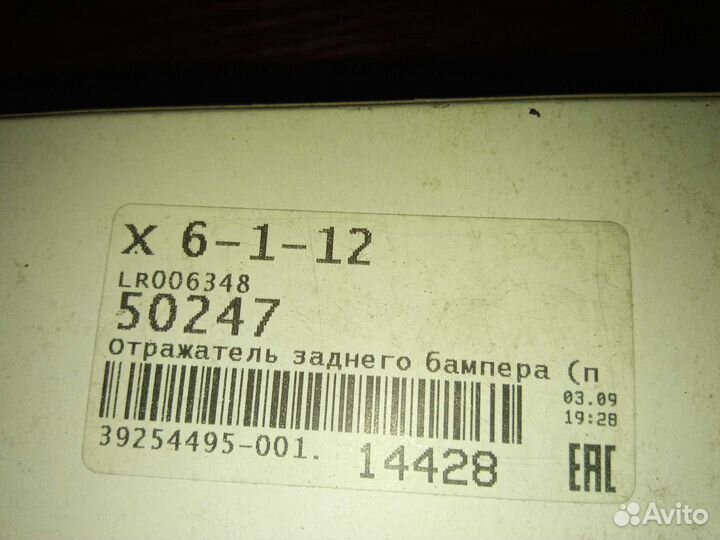 X 6-1-12
LR006348
50247
Отражатель заднего бампера (п
03.09
19:28
39254495-001.
14428
EAC
Avito